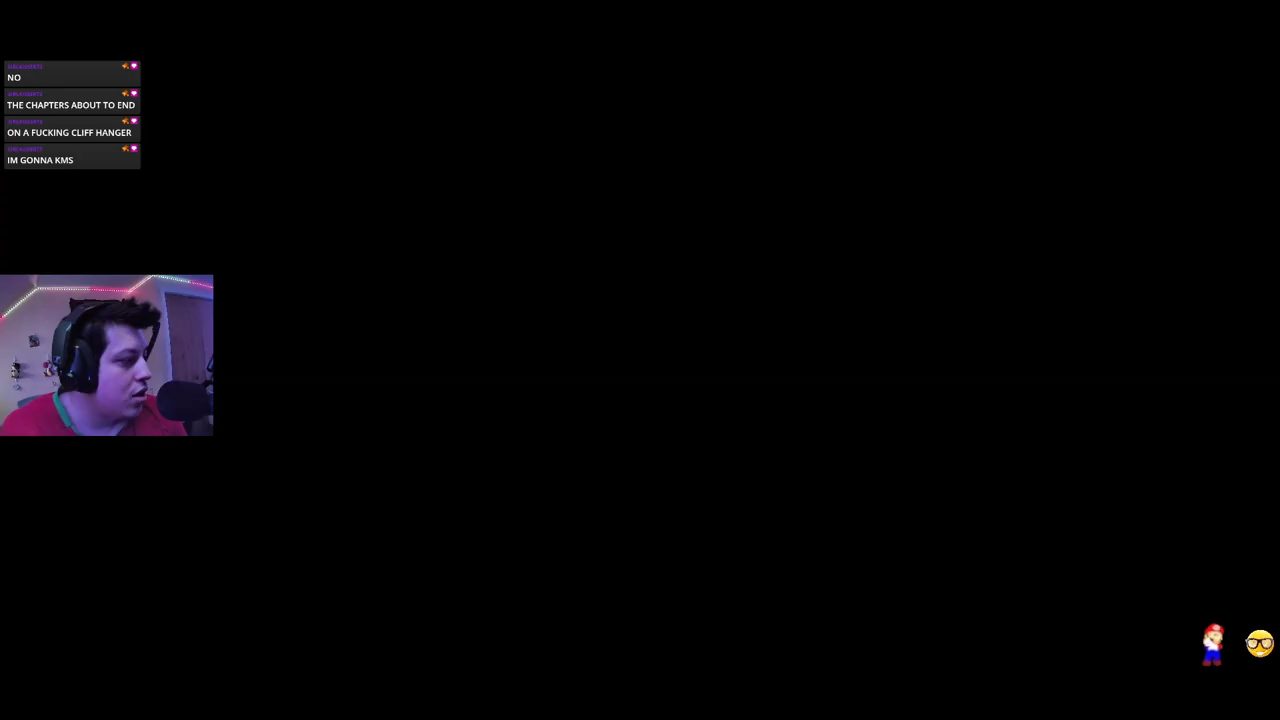 NO
THE CHAPTERS ABOUT TO END
ON A FUCKING CLIFF HANGER
IM GONNA KMS